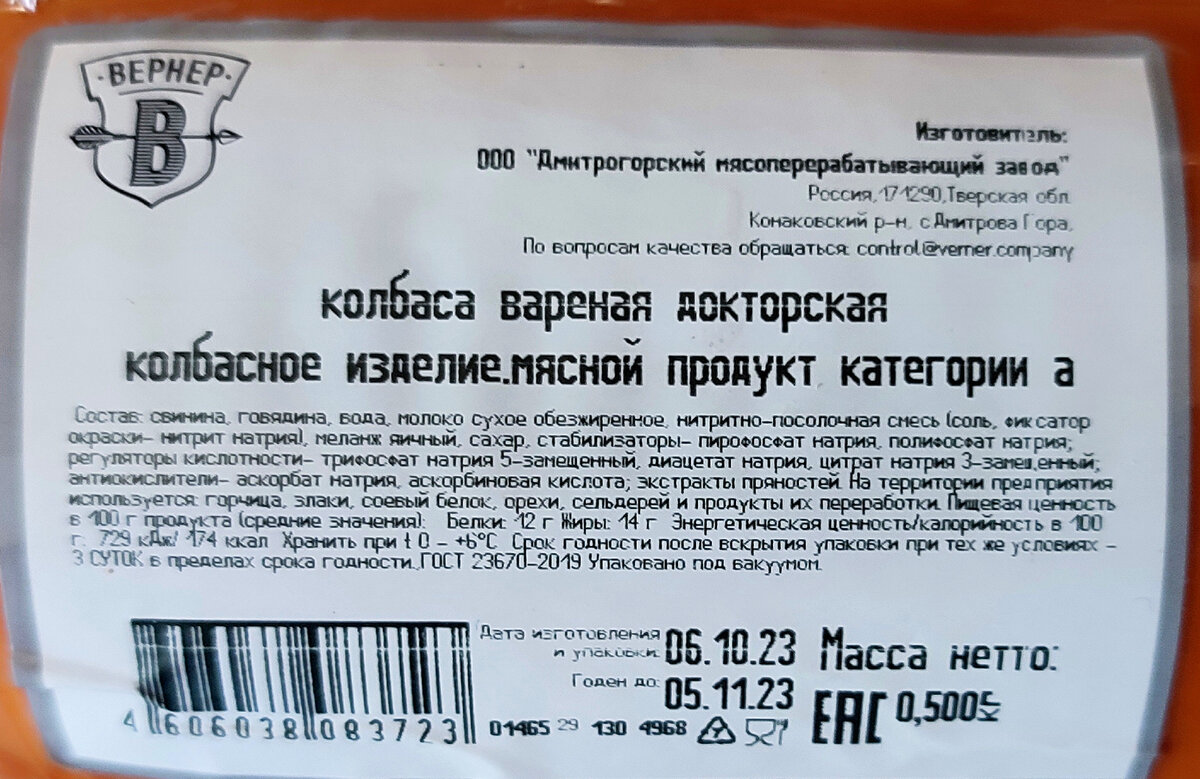 ВЕРНЕР
В
Изготовитель:
ООО "Дмитрогорский мясоперерабатывающий завод"
Россия,171290,Тверская обл.
Конаковский р-н, с.Дмитрова Гора,
По вопросам качества обращаться: control@verner.company
колбаса вареная докторская
колбасное изделие.мясной продукт категории а
Состав: свинина, говядина, вода, молоко сухое обезжиренное, нитритно-посолочная смесь (соль, фиксатор
окраски- нитрит натрия), меланж яичный, сахар, стабилизаторы- пирофосфат натрия, полифосфат натрия;
регуляторы кислотности- трифосфат натрия 5-замещенный, диацетат натрия, цитрат натрия 3-замещенный;
антиокислители- аскорбат натрия, аскорбиновая кислота; экстракты пряностей. На территории предприятия
используется: горчица, злаки, соевый белок, орехи, сельдерей и продукты их переработки. Пищевая ценность
в 100 г продукта (средние значения): Белки: 12 г Жиры: 14 г Энергетическая ценность/калорийность в 100
г: 729 кДж/ 174 ккал Хранить при t 0 - +6°C Срок годности после вскрытия упаковки при тех же условиях -
3 СУТОК в пределах срока годности. ГОСТ 23670-2019 Упаковано под вакуумом.
Дата изготовления и упаковки: 06.10.23 Масса нетто:
Годен до: 05.11.23 EAC 0,500кг
4 606038 083723 01465 29 130 4968